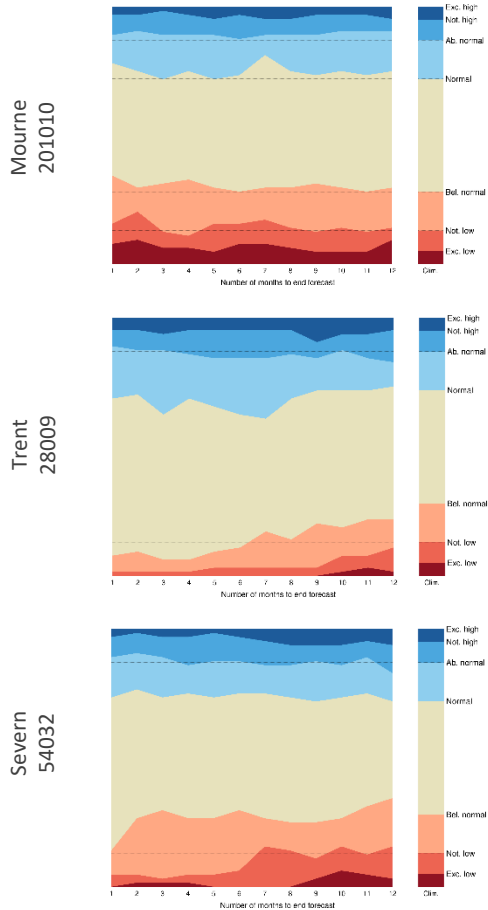 Mourne
201010
Exc. high
Not. high
Ab. normal
Normal
Bel. normal
Not. low
Exc. low
1 2 3 4 5 6 7 8 9 10 11 12 Clim.
Number of months to end forecast
Trent
28009
Exc. high
Not. high
Ab. normal
Normal
Bel. normal
Not. low
Exc. low
1 2 3 4 5 6 7 8 9 10 11 12 Clim.
Number of months to end forecast
Severn
54032
Exc. high
Not. high
Ab. normal
Normal
Bel. normal
Not. low
Exc. low
1 2 3 4 5 6 7 8 9 10 11 12 Clim.
Number of months to end forecast